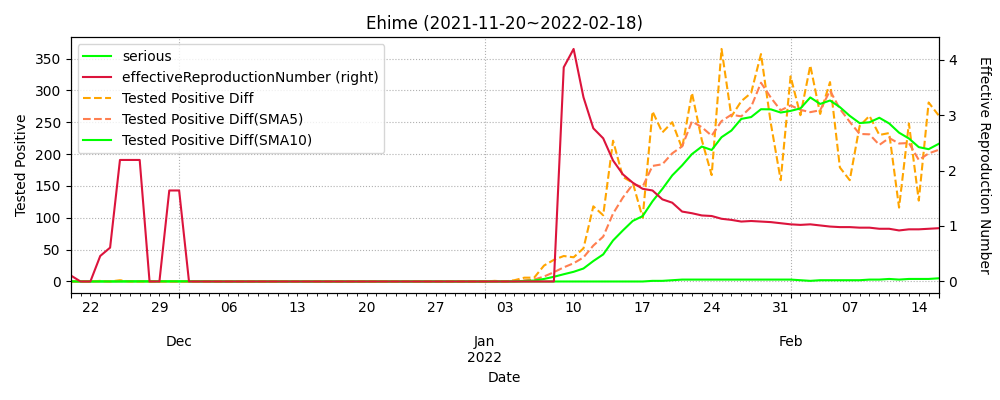 Ehime (2021-11-20~2022-02-18)
serious
effectiveReproductionNumber (right)
Tested Positive Diff
Tested Positive Diff(SMA5)
Tested Positive Diff(SMA10)
Tested Positive
350
300
250
200
150
100
50
0
4
3
2
1
0
Effective Reproduction Number
22 29 06 13 20 27 03 10 17 24 31 07 14
Dec Jan Feb
2022
Date